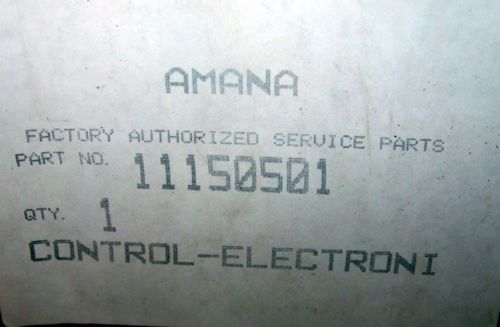 AMANA
FACTORY AUTHORIZED SERVICE PARTS
PART NO. 11150501
QTY. 1
CONTROL-ELECTRONI